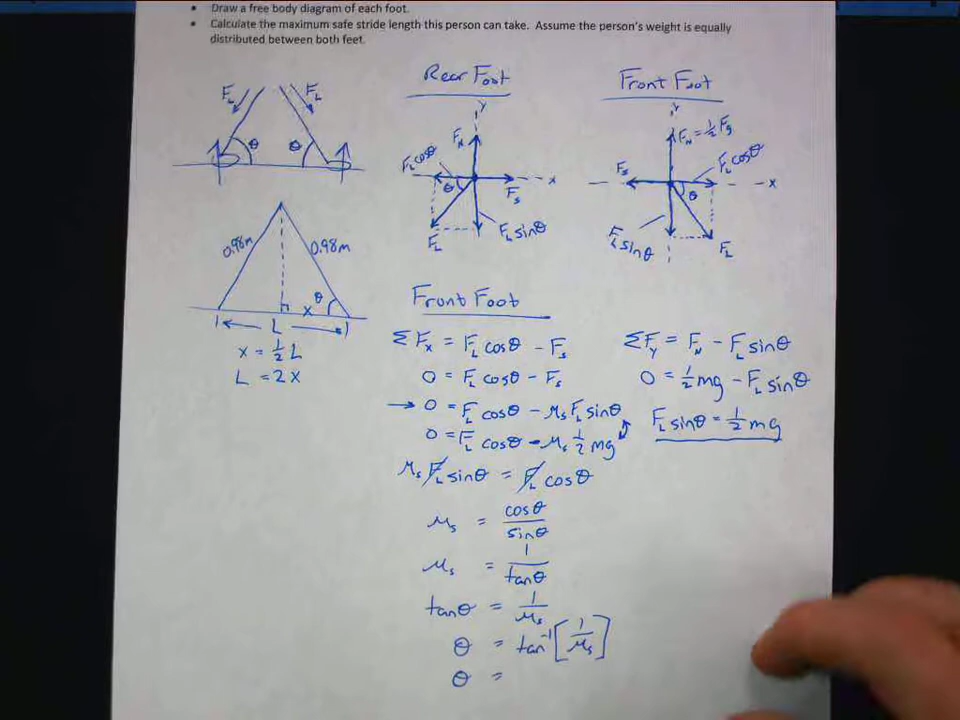 • Draw a free body diagram of each foot.
• Calculate the maximum safe stride length this person can take. Assume the person's weight is equally
distributed between both feet.
F_L F_L
θ θ
0.98m 0.98m
θ
x
L
x = ½ L
L = 2x
Rear Foot
y
F_N
F_L cosθ
x
θ
F_s
F_L sinθ
F_L
Front Foot
y
F_N = ½ F_g
F_L cosθ
F_s
x
θ
F_L sinθ
F_L
Front Foot
ΣF_x = F_L cosθ - F_s
0 = F_L cosθ - F_s
→ 0 = F_L cosθ - μ_s F_L sinθ
0 = F_L cosθ - μ_s ½ mg
μ_s F_L sinθ = F_L cosθ
μ_s = cosθ / sinθ
μ_s = 1 / tanθ
tanθ = 1 / μ_s
θ = tan⁻¹ [1 / μ_s]
θ =
ΣF_y = F_N - F_L sinθ
0 = ½ mg - F_L sinθ
F_L sinθ = ½ mg